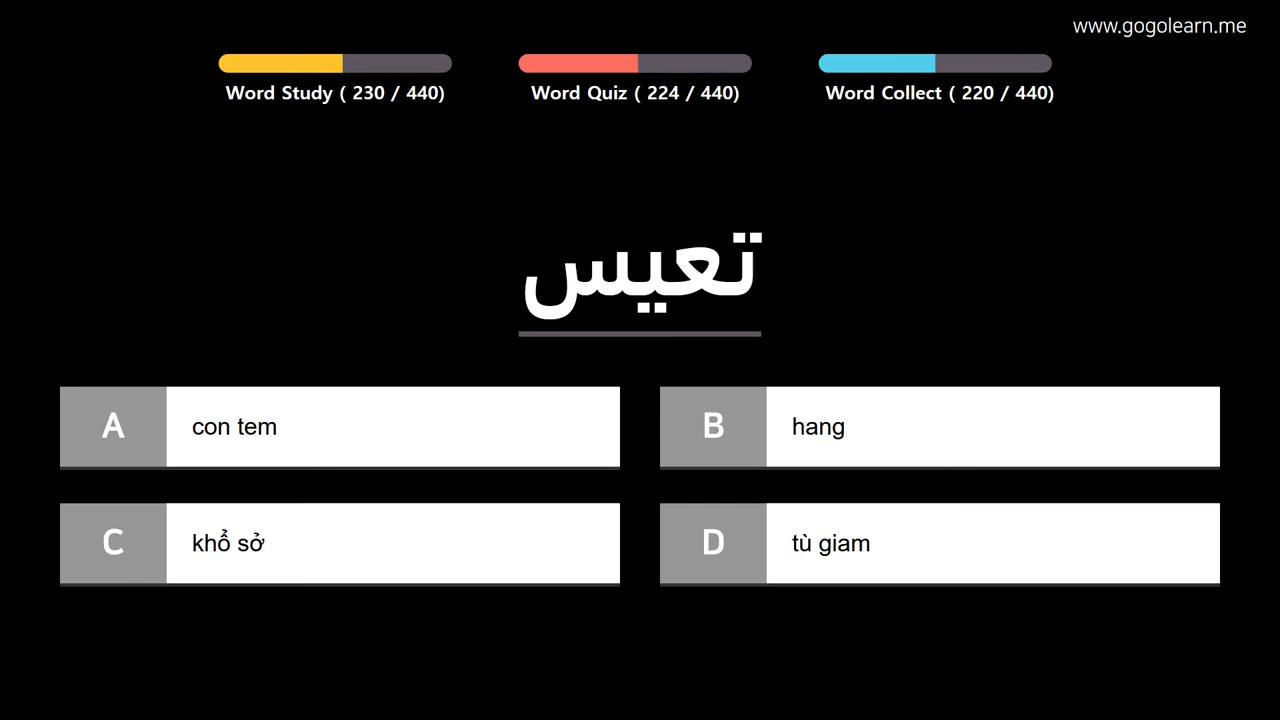 www.gogolearn.me
Word Study ( 230 / 440)
Word Quiz ( 224 / 440)
Word Collect ( 220 / 440)
تعيس
A
con tem
B
hang
C
khổ sở
D
tù giam